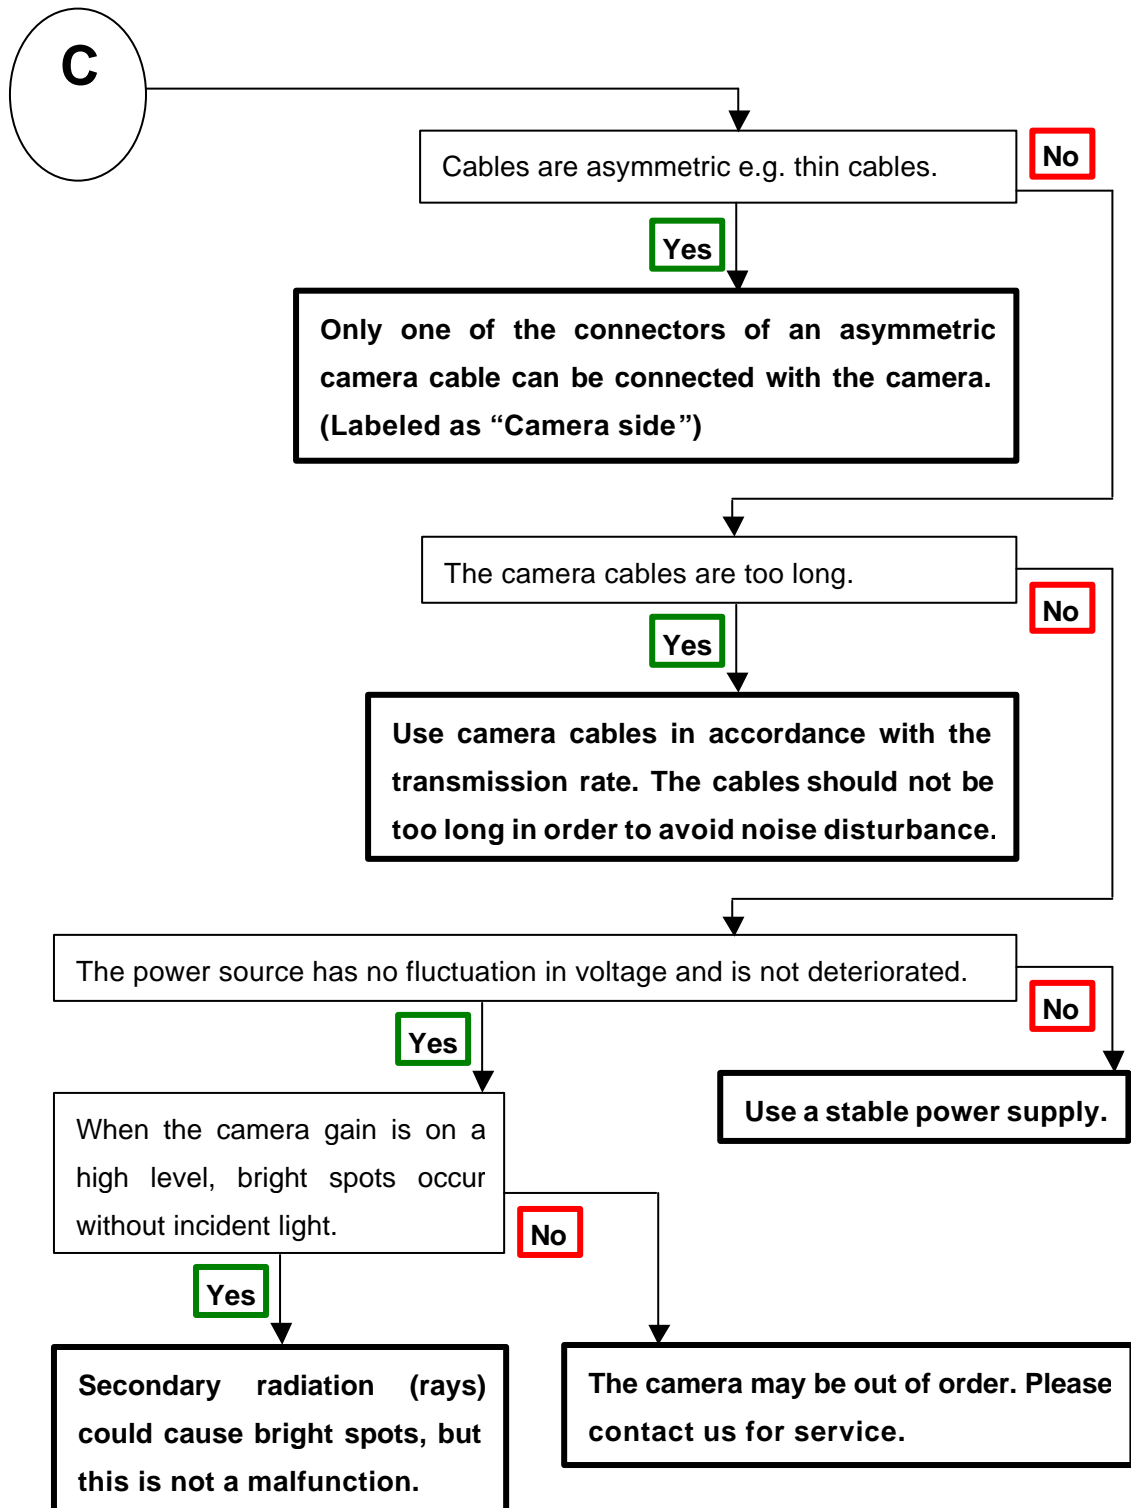 C
Cables are asymmetric e.g. thin cables.
No
Yes
Only one of the connectors of an asymmetric
camera cable can be connected with the camera.
(Labeled as “Camera side”)
The camera cables are too long.
No
Yes
Use camera cables in accordance with the
transmission rate. The cables should not be
too long in order to avoid noise disturbance.
The power source has no fluctuation in voltage and is not deteriorated.
No
Yes
Use a stable power supply.
When the camera gain is on a
high level, bright spots occur
without incident light.
No
Yes
Secondary radiation (rays)
could cause bright spots, but
this is not a malfunction.
The camera may be out of order. Please
contact us for service.